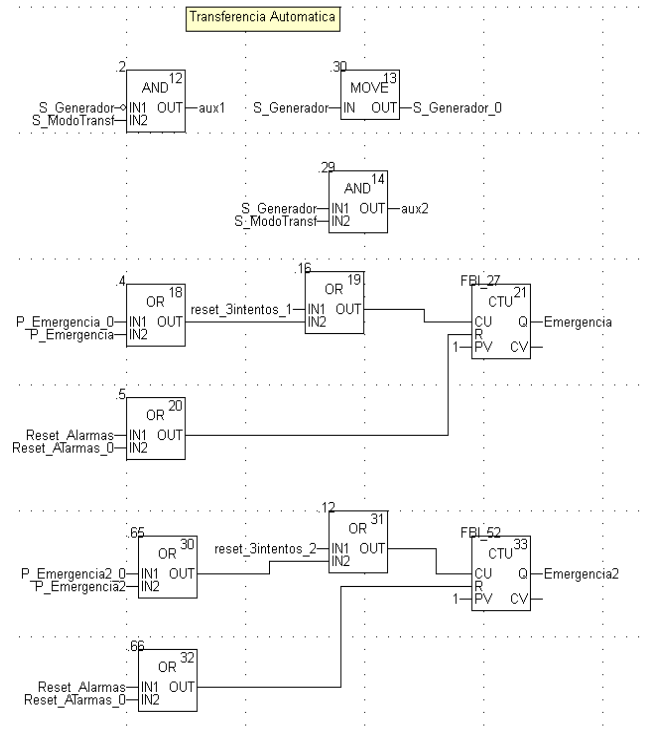 Transferencia Automatica
.2
AND 12
S_Generador IN1 OUT aux1
S_ModoTransf IN2
.30
MOVE 13
S_Generador IN OUT S_Generador_0
.29
AND 14
S_Generador IN1 OUT aux2
S_ModoTransf IN2
.4
OR 18
P_Emergencia_0 IN1 OUT
P_Emergencia IN2
.16
OR 19
reset_3intentos_1 IN1 OUT
IN2
FBI_27
CTU 21
CU Q Emergencia
R
1 PV CV
.5
OR 20
Reset_Alarmas IN1 OUT
Reset_Alarmas_0 IN2
.65
OR 30
P_Emergencia2_0 IN1 OUT
P_Emergencia2 IN2
.12
OR 31
reset_3intentos_2 IN1 OUT
IN2
FBI_52
CTU 33
CU Q Emergencia2
R
1 PV CV
.66
OR 32
Reset_Alarmas IN1 OUT
Reset_Alarmas_0 IN2